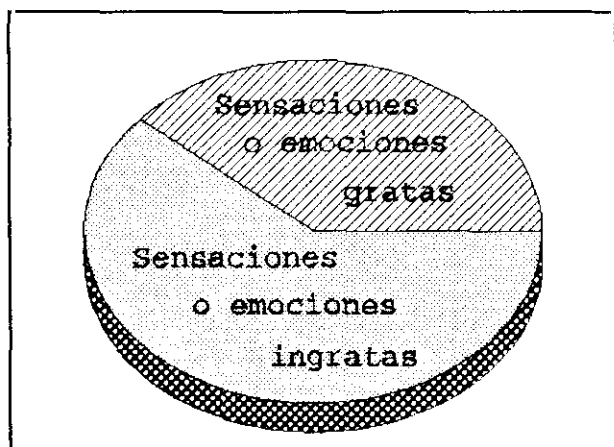 Sensaciones
o emociones
gratas
Sensaciones
o emociones
ingratas